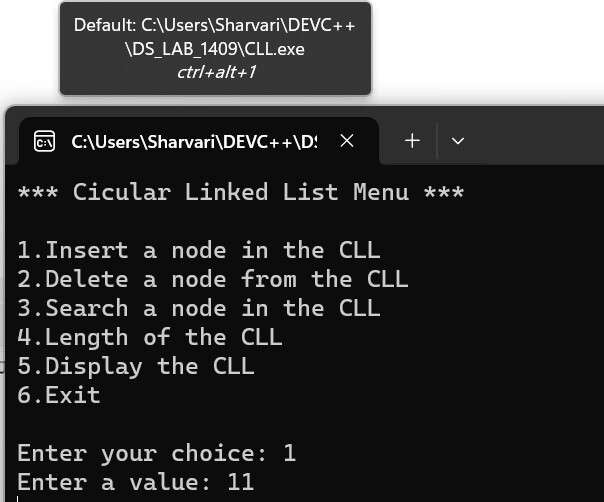 Default: C:\Users\Sharvari\DEVC++
\DS_LAB_1409\CLL.exe
ctrl+alt+1
C:\Users\Sharvari\DEVC++\D
*** Cicular Linked List Menu ***
1.Insert a node in the CLL
2.Delete a node from the CLL
3.Search a node in the CLL
4.Length of the CLL
5.Display the CLL
6.Exit
Enter your choice: 1
Enter a value: 11